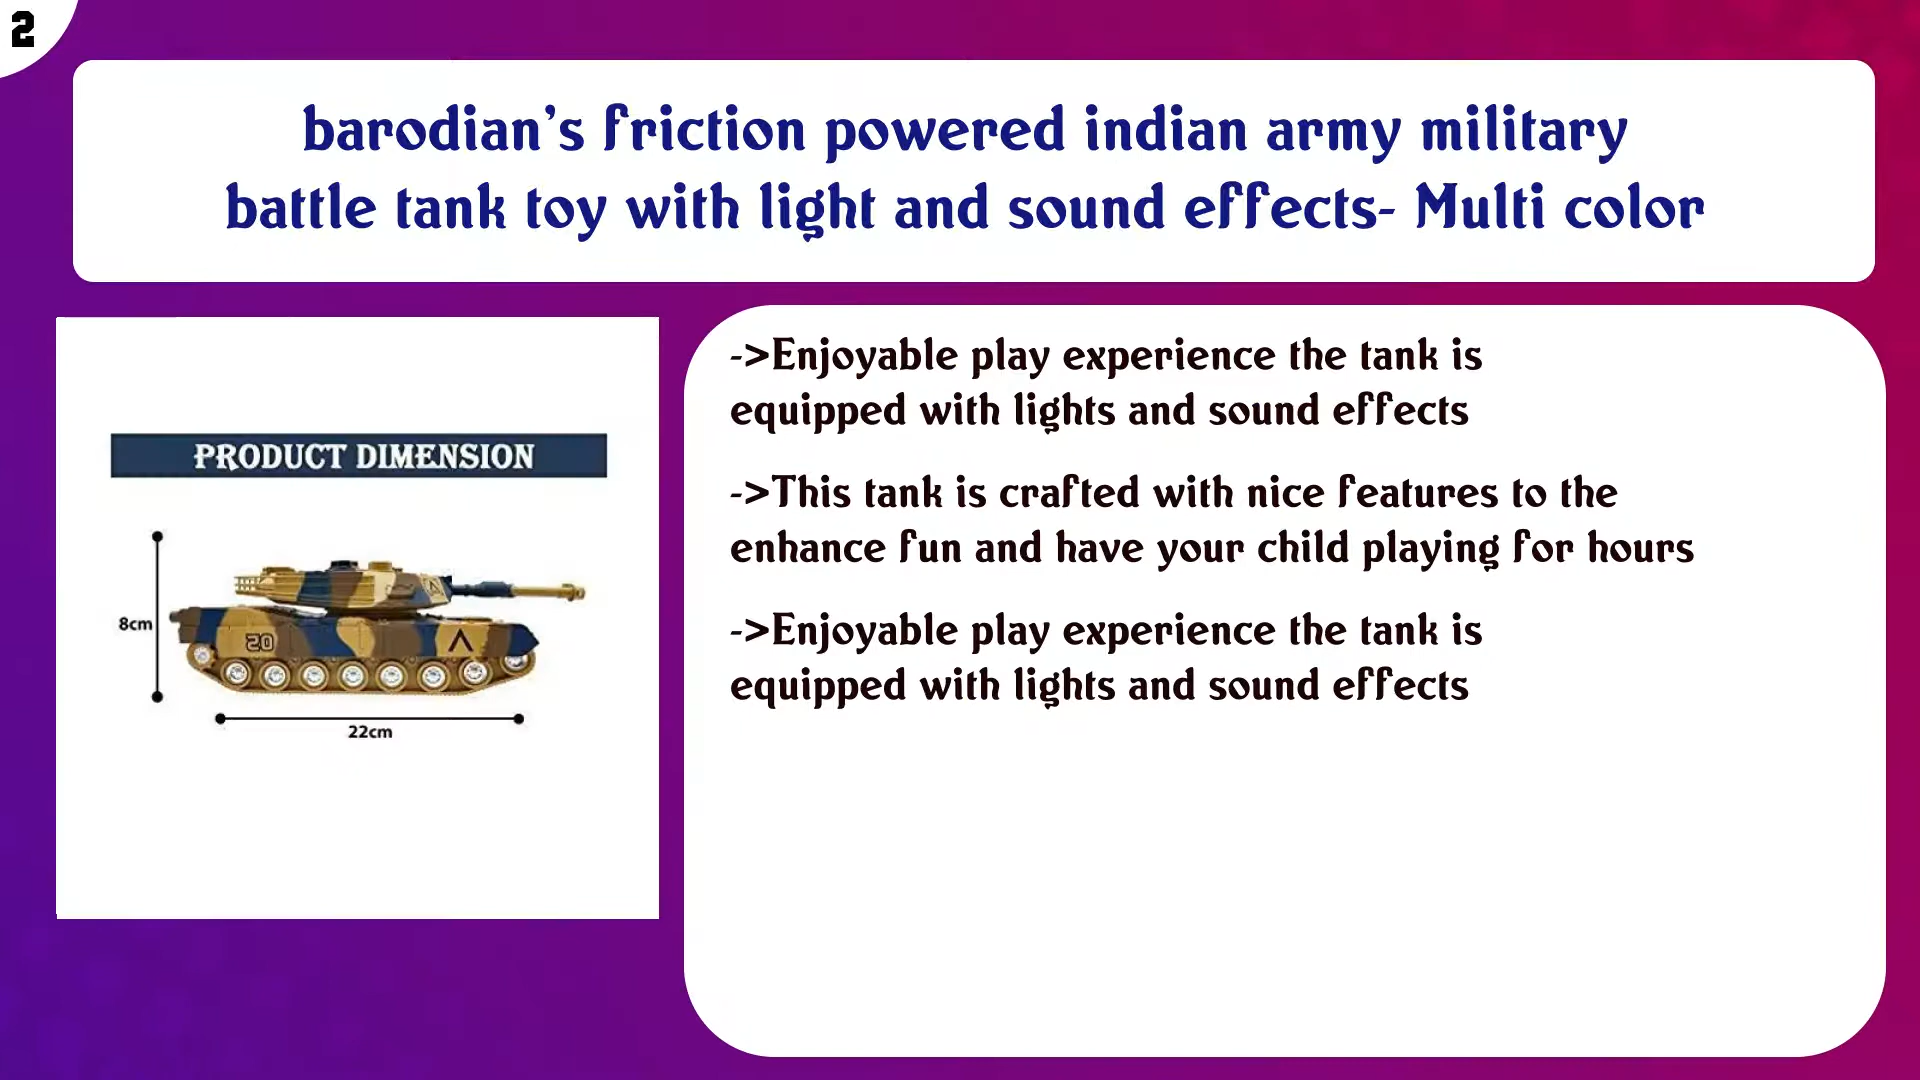 2
barodian's friction powered indian army military
battle tank toy with light and sound effects- Multi color
PRODUCT DIMENSION
8cm
20
22cm
->Enjoyable play experience the tank is
equipped with lights and sound effects
->This tank is crafted with nice features to the
enhance fun and have your child playing for hours
->Enjoyable play experience the tank is
equipped with lights and sound effects